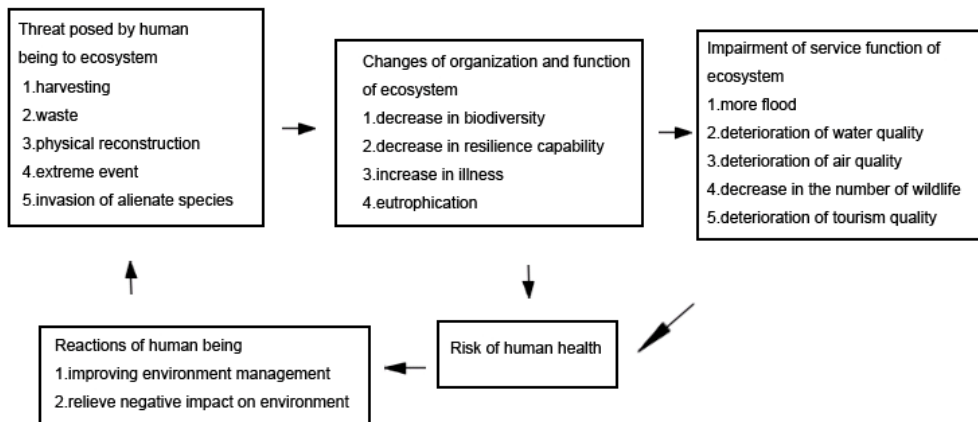 Threat posed by human
being to ecosystem
1.harvesting
2.waste
3.physical reconstruction
4.extreme event
5.invasion of alienate species
Changes of organization and function
of ecosystem
1.decrease in biodiversity
2.decrease in resilience capability
3.increase in illness
4.eutrophication
Impairment of service function of
ecosystem
1.more flood
2.deterioration of water quality
3.deterioration of air quality
4.decrease in the number of wildlife
5.deterioration of tourism quality
Risk of human health
Reactions of human being
1.improving environment management
2.relieve negative impact on environment